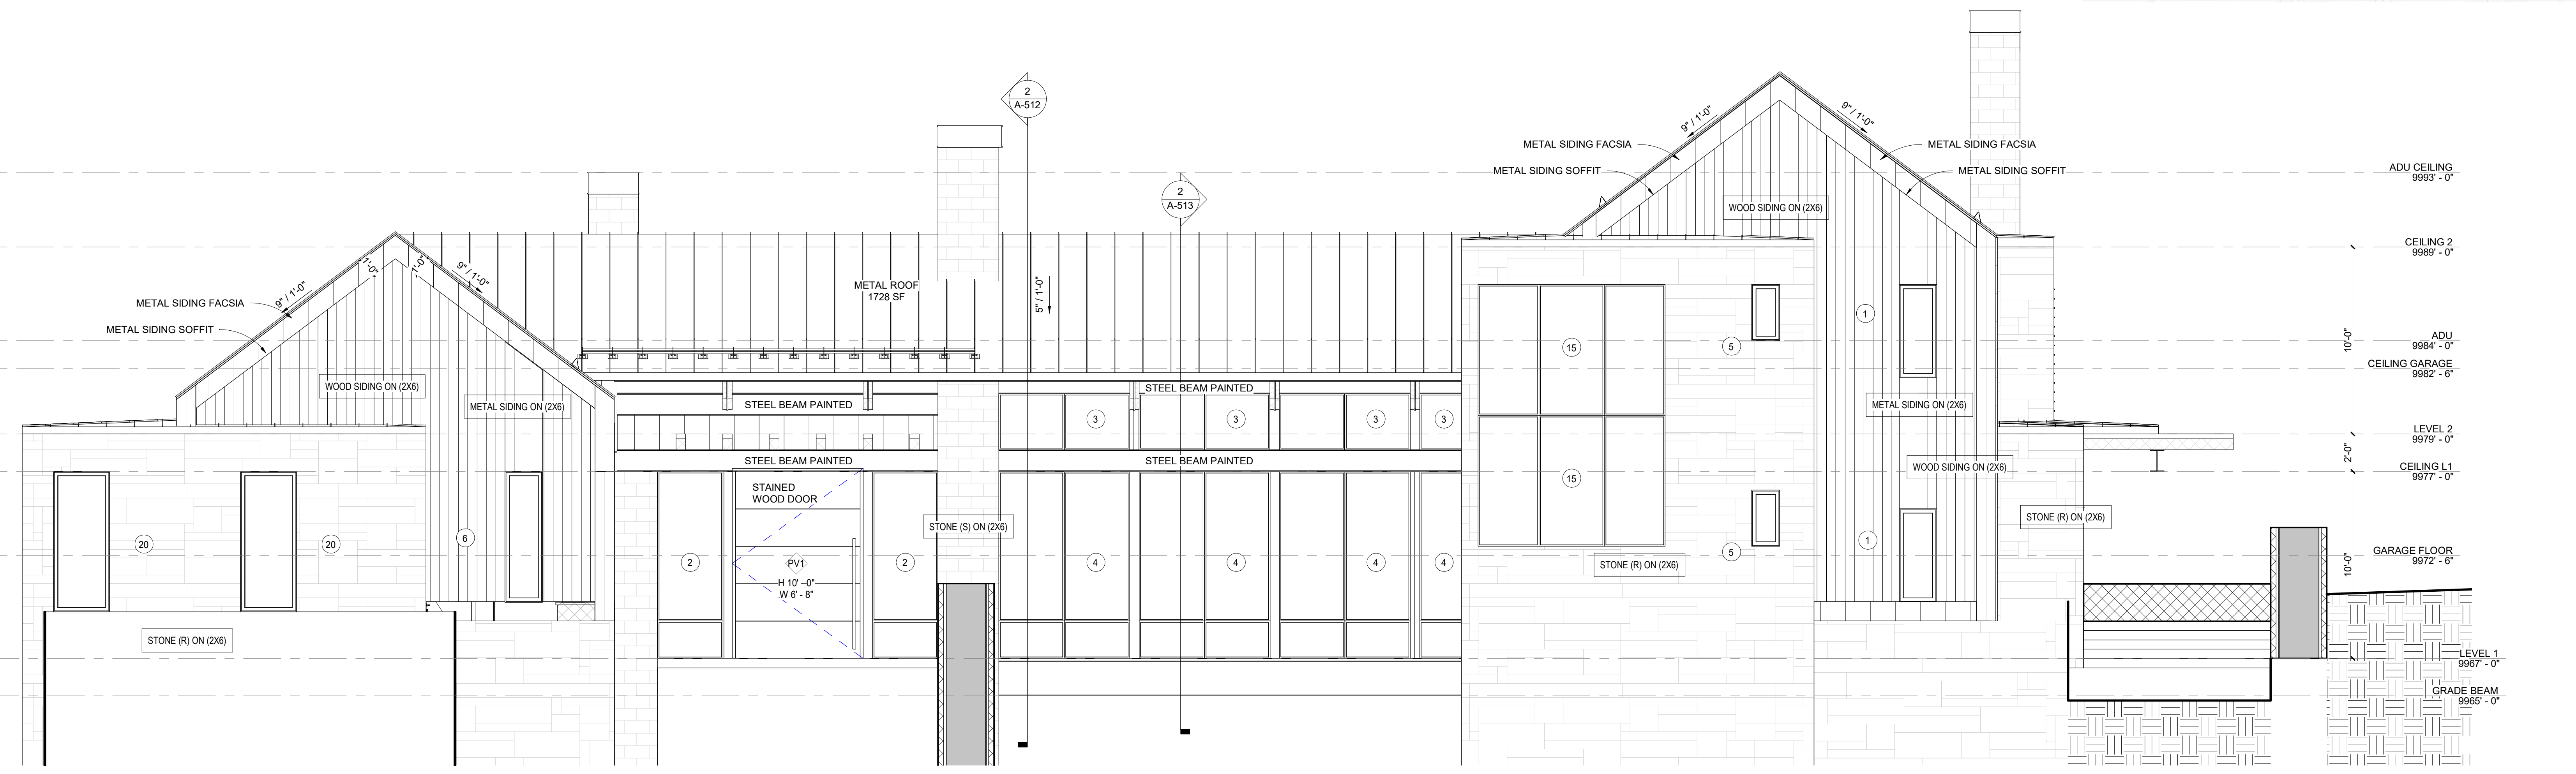 2
A-512
2
A-513
9" / 1'-0"
9" / 1'-0"
METAL SIDING FACSIA
METAL SIDING FACSIA
METAL SIDING SOFFIT
METAL SIDING SOFFIT
WOOD SIDING ON (2X6)
ADU CEILING
9993' - 0"
CEILING 2
9989' - 0"
1'-0"
1'-0"
9" / 1'-0"
9" / 1'-0"
METAL SIDING FACSIA
METAL SIDING SOFFIT
METAL ROOF
1728 SF
5" / 1'-0"
1
15
5
10'-0"
ADU
9984' - 0"
CEILING GARAGE
9982' - 6"
WOOD SIDING ON (2X6)
METAL SIDING ON (2X6)
STEEL BEAM PAINTED
STEEL BEAM PAINTED
3
3
3
3
METAL SIDING ON (2X6)
LEVEL 2
9979' - 0"
2'-0"
STEEL BEAM PAINTED
STEEL BEAM PAINTED
WOOD SIDING ON (2X6)
CEILING L1
9977' - 0"
15
STAINED
WOOD DOOR
STONE (S) ON (2X6)
STONE (R) ON (2X6)
20
20
6
1
5
GARAGE FLOOR
9972' - 6"
2
PV1
2
4
4
4
4
STONE (R) ON (2X6)
10'-0"
H 10' -0"
W 6' - 8"
STONE (R) ON (2X6)
LEVEL 1
9967' - 0"
GRADE BEAM
9965' - 0"